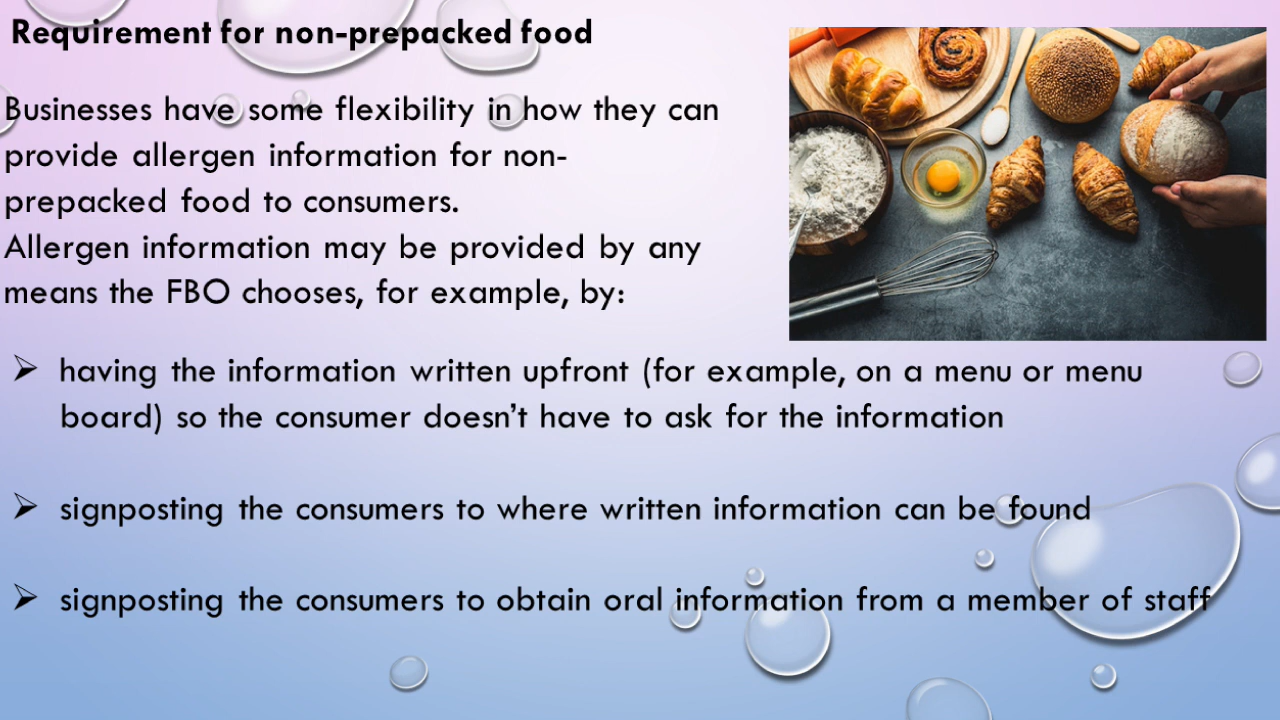 Requirement for non-prepacked food
Businesses have some flexibility in how they can
provide allergen information for non-
prepacked food to consumers.
Allergen information may be provided by any
means the FBO chooses, for example, by:
➢ having the information written upfront (for example, on a menu or menu
board) so the consumer doesn’t have to ask for the information
➢ signposting the consumers to where written information can be found
➢ signposting the consumers to obtain oral information from a member of staff